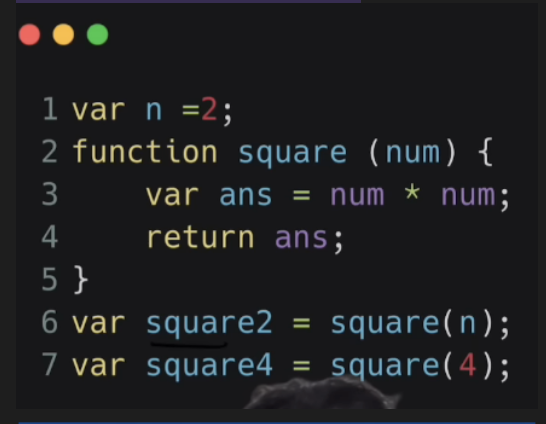 1 var n =2;
2 function square (num) {
3     var ans = num * num;
4     return ans;
5 }
6 var square2 = square(n);
7 var square4 = square(4);